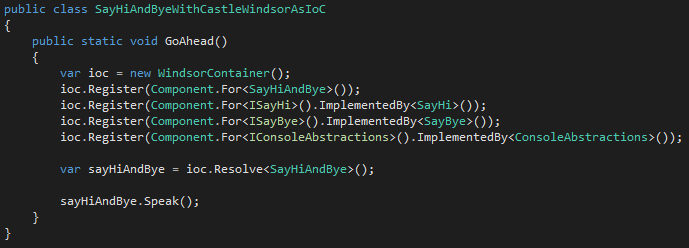 public class SayHiAndByeWithCastleWindsorAsIoC
{
    public static void GoAhead()
    {
        var ioc = new WindsorContainer();
        ioc.Register(Component.For<SayHiAndBye>());
        ioc.Register(Component.For<ISayHi>().ImplementedBy<SayHi>());
        ioc.Register(Component.For<ISayBye>().ImplementedBy<SayBye>());
        ioc.Register(Component.For<IConsoleAbstractions>().ImplementedBy<ConsoleAbstractions>());

        var sayHiAndBye = ioc.Resolve<SayHiAndBye>();

        sayHiAndBye.Speak();
    }
}